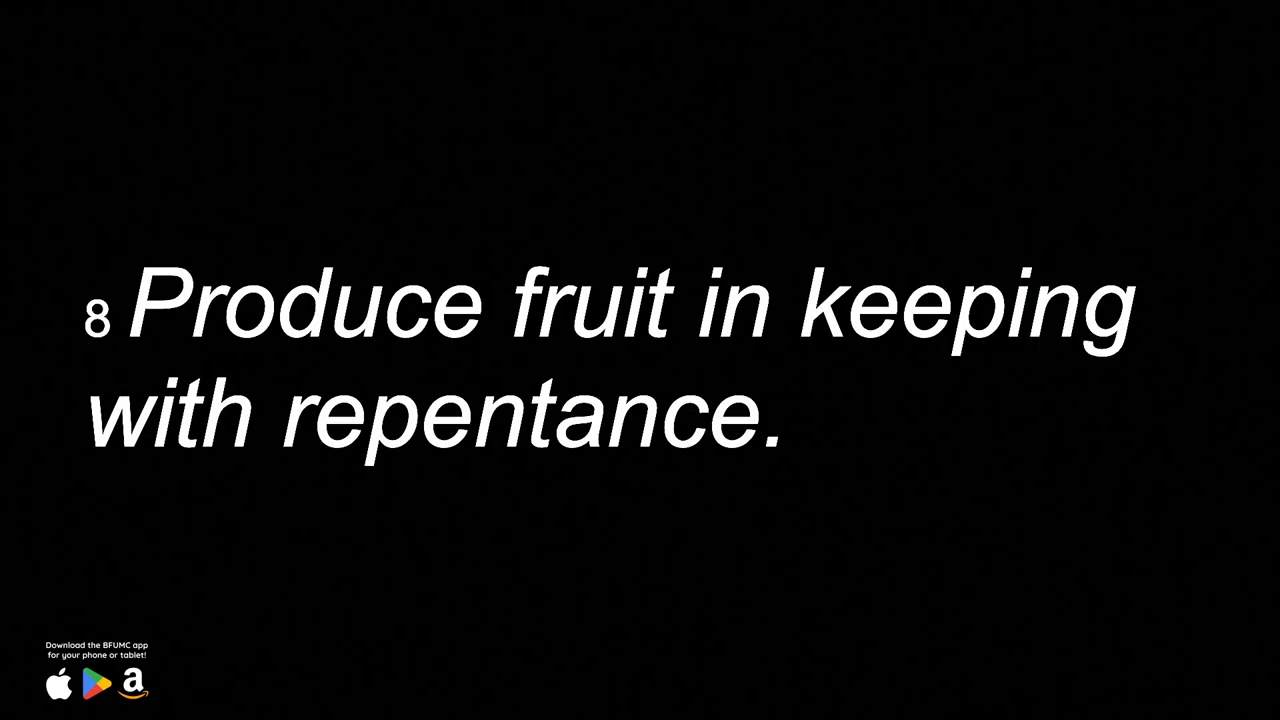 8 Produce fruit in keeping
with repentance.
Download the BFUMC app
for your phone or tablet!